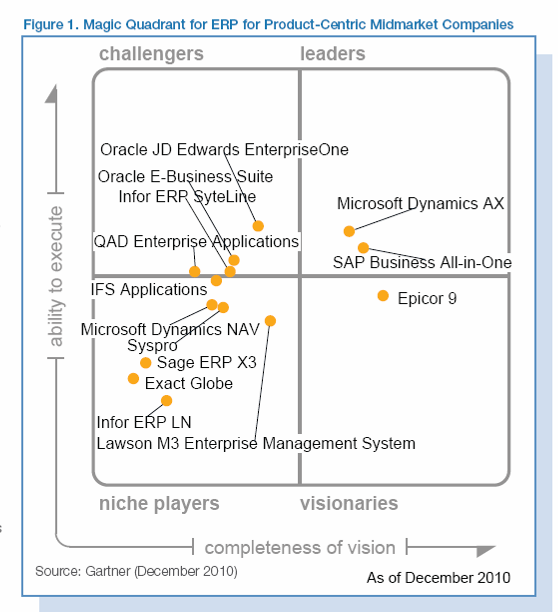 Figure 1. Magic Quadrant for ERP for Product-Centric Midmarket Companies
challengers
leaders
Oracle JD Edwards EnterpriseOne
Oracle E-Business Suite
Infor ERP SyteLine
Microsoft Dynamics AX
QAD Enterprise Applications
SAP Business All-in-One
IFS Applications
Epicor 9
Microsoft Dynamics NAV
Syspro
Sage ERP X3
Exact Globe
Infor ERP LN
Lawson M3 Enterprise Management System
niche players
visionaries
ability to execute
completeness of vision
Source: Gartner (December 2010)
As of December 2010